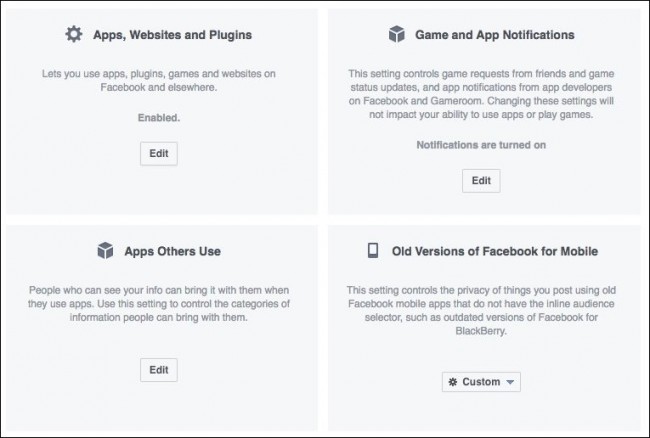 Apps, Websites and Plugins
Lets you use apps, plugins, games and websites on
Facebook and elsewhere.
Enabled.
Edit
Game and App Notifications
This setting controls game requests from friends and game
status updates, and app notifications from app developers
on Facebook and Gameroom. Changing these settings will
not impact your ability to use apps or play games.
Notifications are turned on
Edit
Apps Others Use
People who can see your info can bring it with them when
they use apps. Use this setting to control the categories of
information people can bring with them.
Edit
Old Versions of Facebook for Mobile
This setting controls the privacy of things you post using old
Facebook mobile apps that do not have the inline audience
selector, such as outdated versions of Facebook for
BlackBerry.
Custom